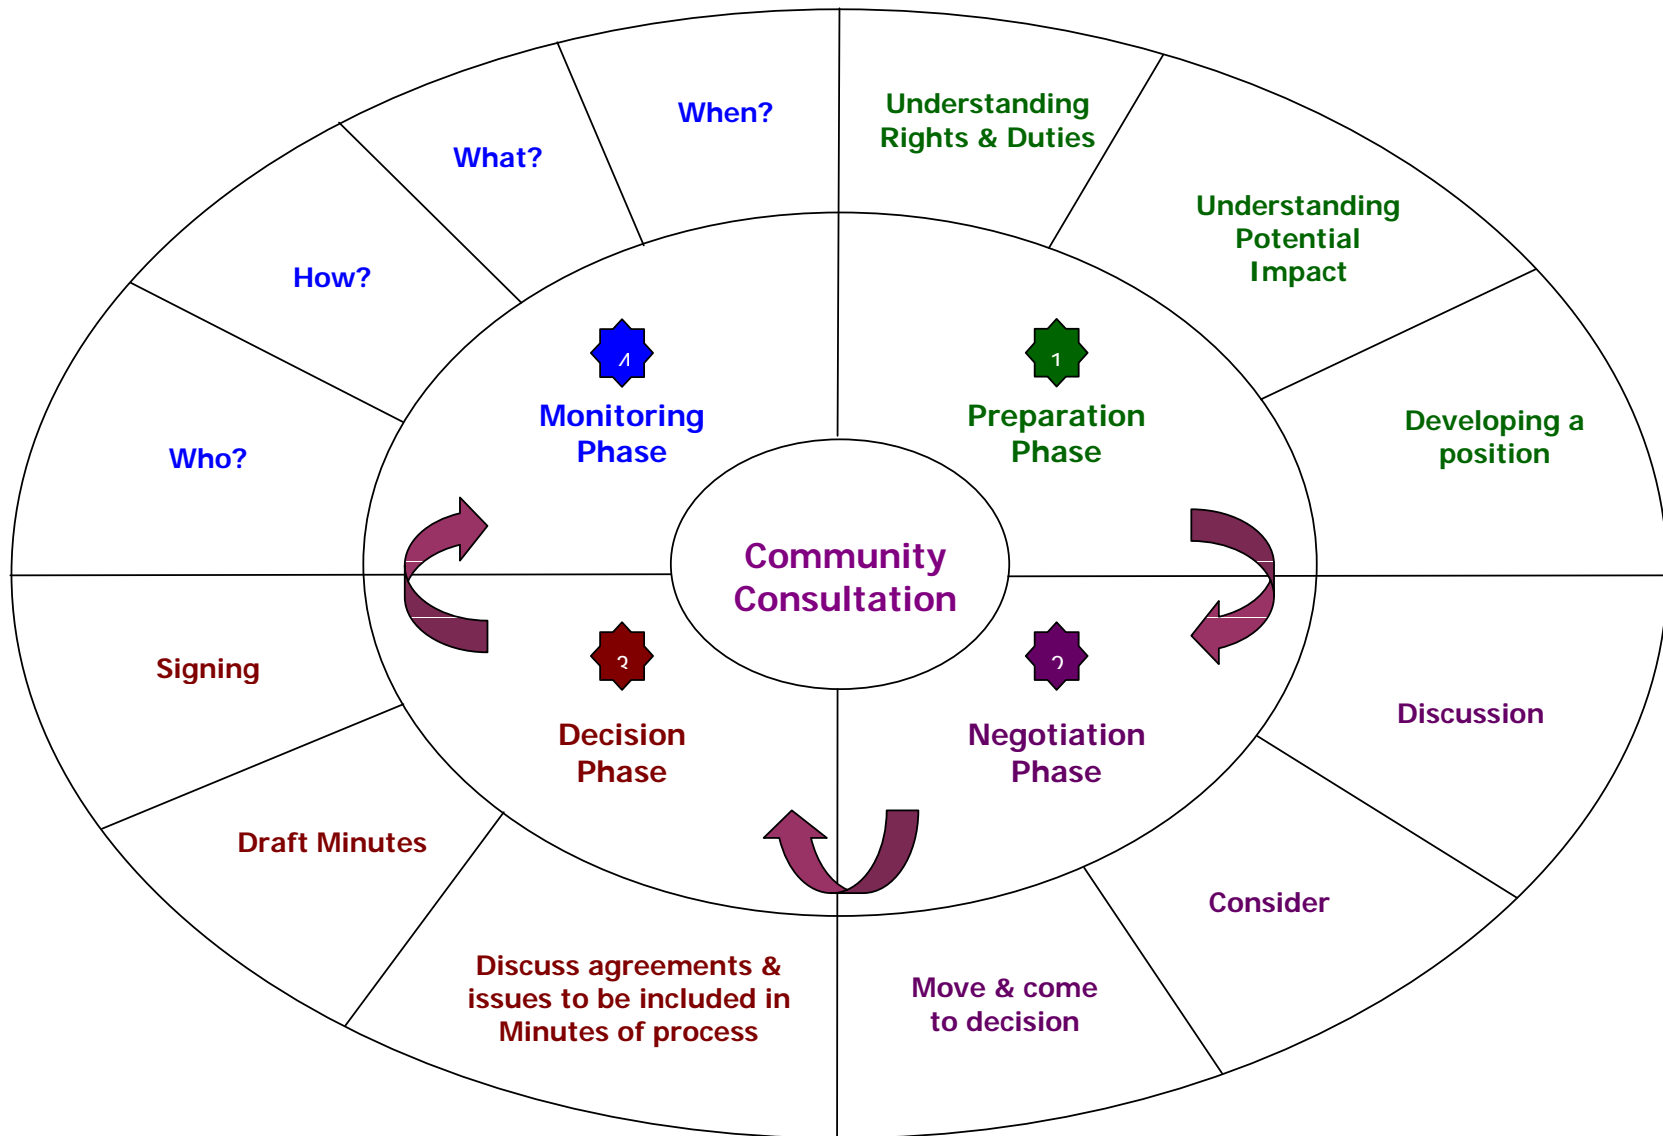 When?
Understanding
Rights & Duties
What?
Understanding
Potential
Impact
How?
4
1
Monitoring
Phase
Preparation
Phase
Developing a
position
Who?
Community
Consultation
3
2
Signing
Discussion
Decision
Phase
Negotiation
Phase
Draft Minutes
Consider
Discuss agreements &
issues to be included in
Minutes of process
Move & come
to decision